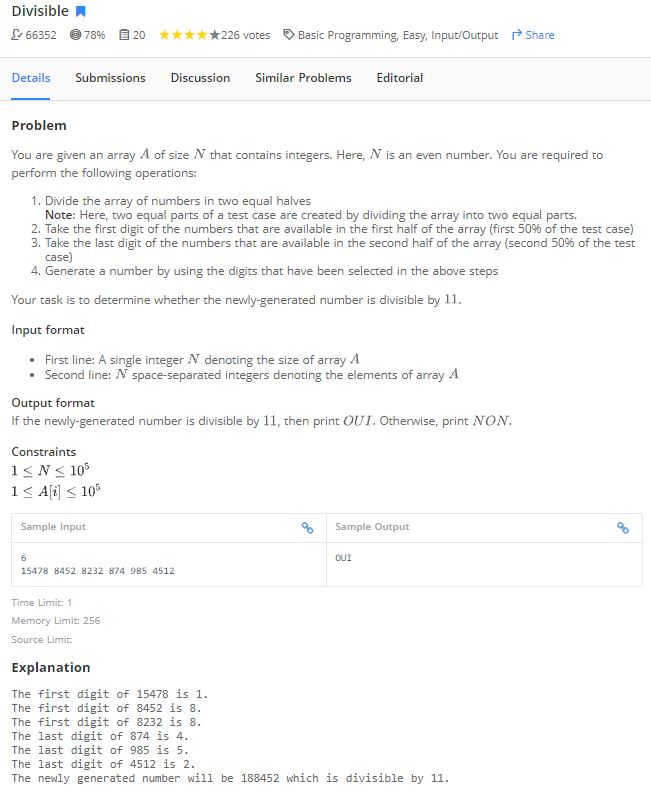 Divisible
66352 78% 20 226 votes Basic Programming, Easy, Input/Output Share
Details Submissions Discussion Similar Problems Editorial
Problem
You are given an array A of size N that contains integers. Here, N is an even number. You are required to
perform the following operations:
1. Divide the array of numbers in two equal halves
Note: Here, two equal parts of a test case are created by dividing the array into two equal parts.
2. Take the first digit of the numbers that are available in the first half of the array (first 50% of the test case)
3. Take the last digit of the numbers that are available in the second half of the array (second 50% of the test
case)
4. Generate a number by using the digits that have been selected in the above steps
Your task is to determine whether the newly-generated number is divisible by 11.
Input format
• First line: A single integer N denoting the size of array A
• Second line: N space-separated integers denoting the elements of array A
Output format
If the newly-generated number is divisible by 11, then print OUI. Otherwise, print NON.
Constraints
1 ≤ N ≤ 10⁵
1 ≤ A[i] ≤ 10⁵
Sample Input Sample Output
6 OUI
15478 8452 8232 874 985 4512
Time Limit: 1
Memory Limit: 256
Source Limit:
Explanation
The first digit of 15478 is 1.
The first digit of 8452 is 8.
The first digit of 8232 is 8.
The last digit of 874 is 4.
The last digit of 985 is 5.
The last digit of 4512 is 2.
The newly generated number will be 188452 which is divisible by 11.